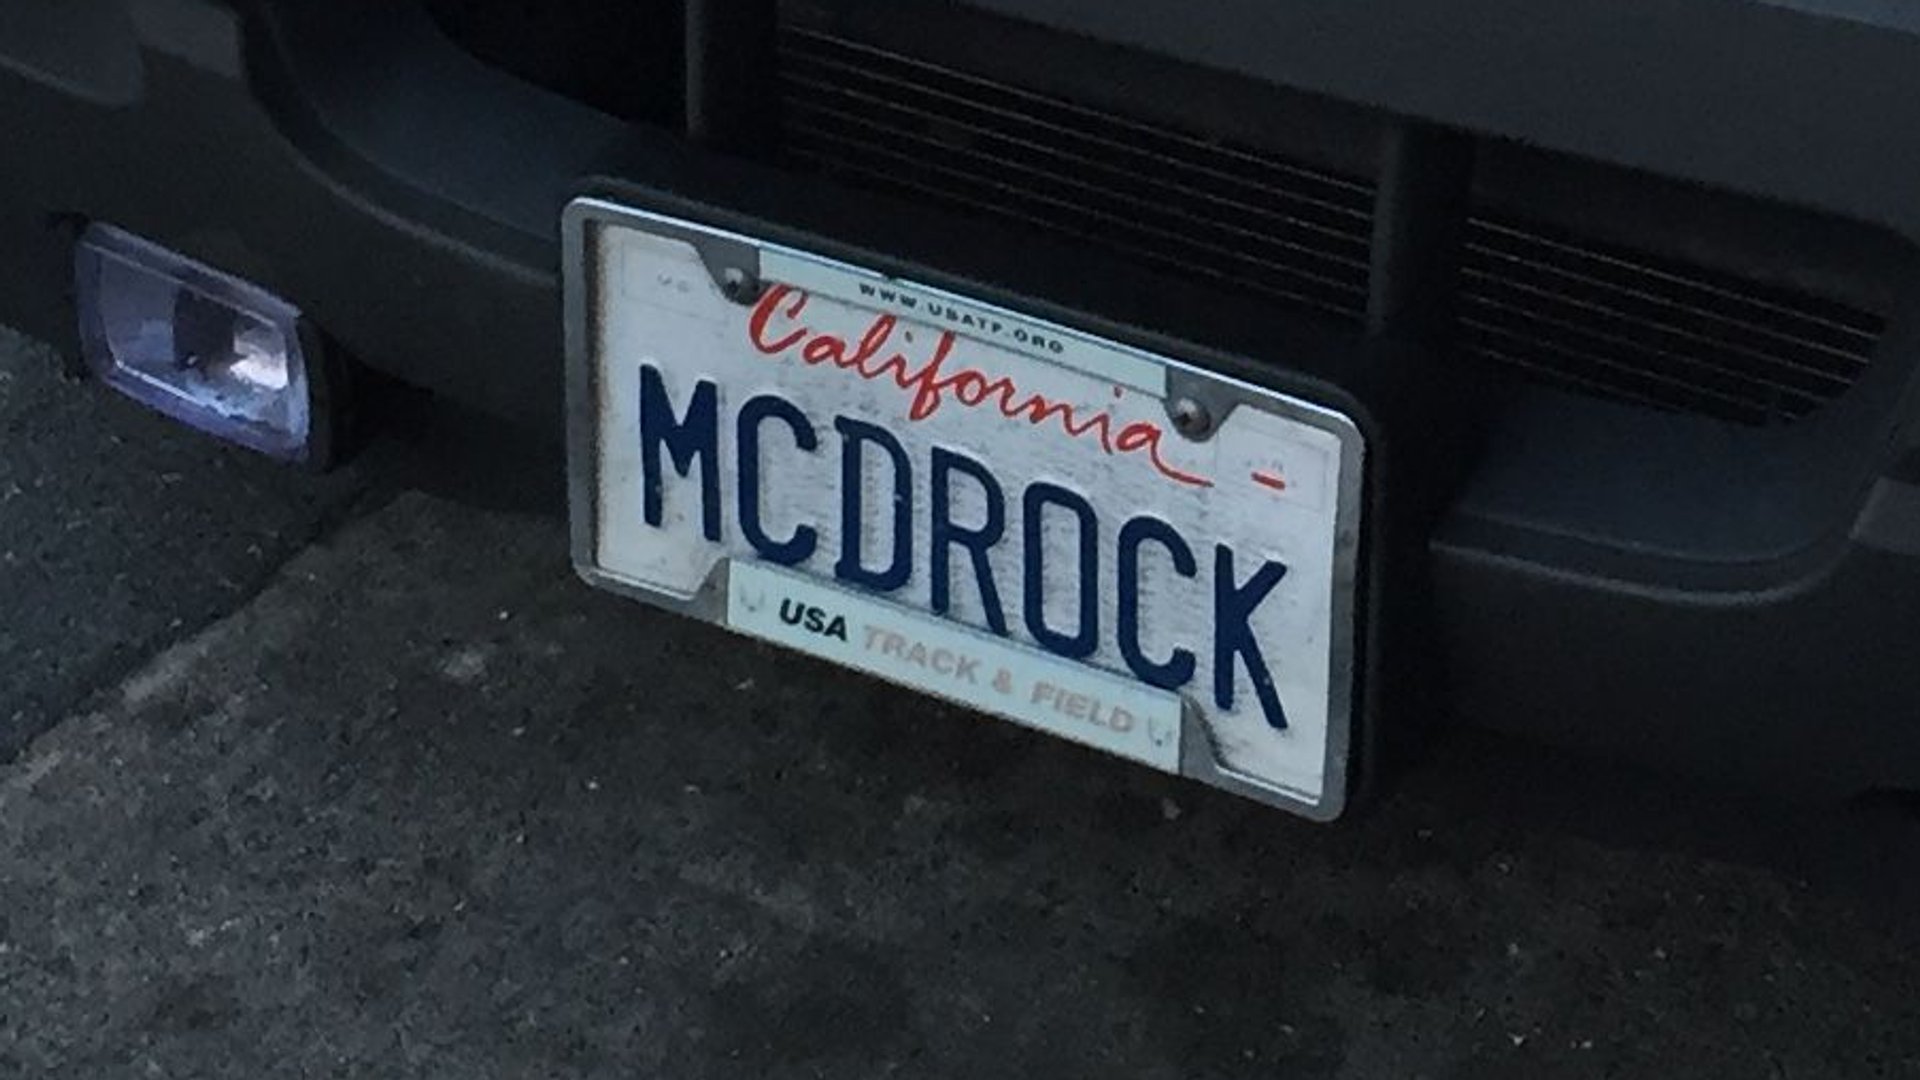 WWW.USATF.ORG
California
MCDROCK
USA TRACK & FIELD